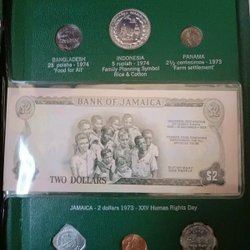 BANGLADESH
25 poisha - 1974
"Food for All"
INDONESIA
5 rupiah - 1974
Family Planning Symbol
Rice & Cotton
PANAMA
2½ centesimos - 1973
"Farm settlement"
BANK OF JAMAICA
TWO DOLLARS
$2
JAMAICA - 2 dollars 1973 - XXV Human Rights Day